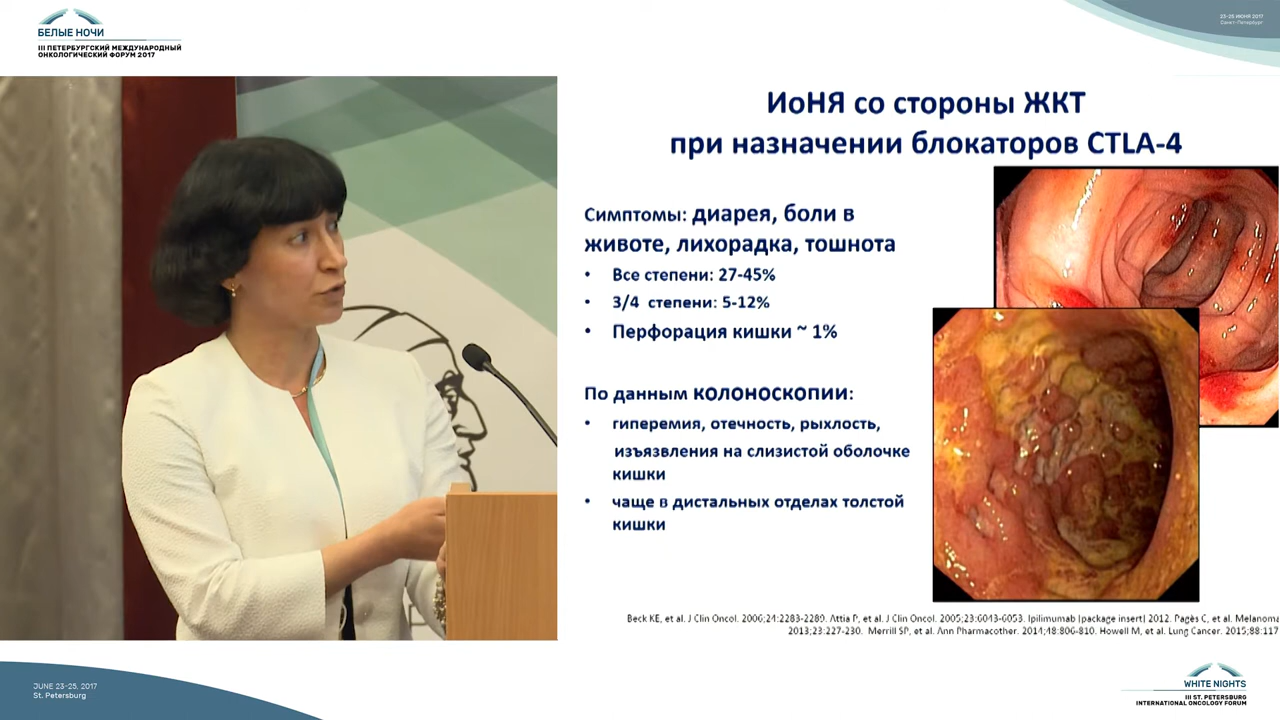 БЕЛЫЕ НОЧИ
III ПЕТЕРБУРГСКИЙ МЕЖДУНАРОДНЫЙ
ОНКОЛОГИЧЕСКИЙ ФОРУМ 2017
23-25 ИЮНЯ 2017
Санкт-Петербург
ИоНЯ со стороны ЖКТ
при назначении блокаторов CTLA-4
Симптомы: диарея, боли в
животе, лихорадка, тошнота
• Все степени: 27-45%
• 3/4 степени: 5-12%
• Перфорация кишки ~ 1%
По данным колоноскопии:
• гиперемия, отечность, рыхлость,
изъязвления на слизистой оболочке
кишки
• чаще в дистальных отделах толстой
кишки
Beck KE, et al. J Clin Oncol. 2006;24:2283-2289. Attia P, et al. J Clin Oncol. 2005;23:6043-6053. Ipilimumab [package insert] 2012. Pagès C, et al. Melanoma
2013;23:227-230. Merrill SP, et al. Ann Pharmacother. 2014;48:806-810. Howell M, et al. Lung Cancer. 2015;88:117
JUNE 23-25, 2017
St. Petersburg
WHITE NIGHTS
III ST. PETERSBURG
INTERNATIONAL ONCOLOGY FORUM